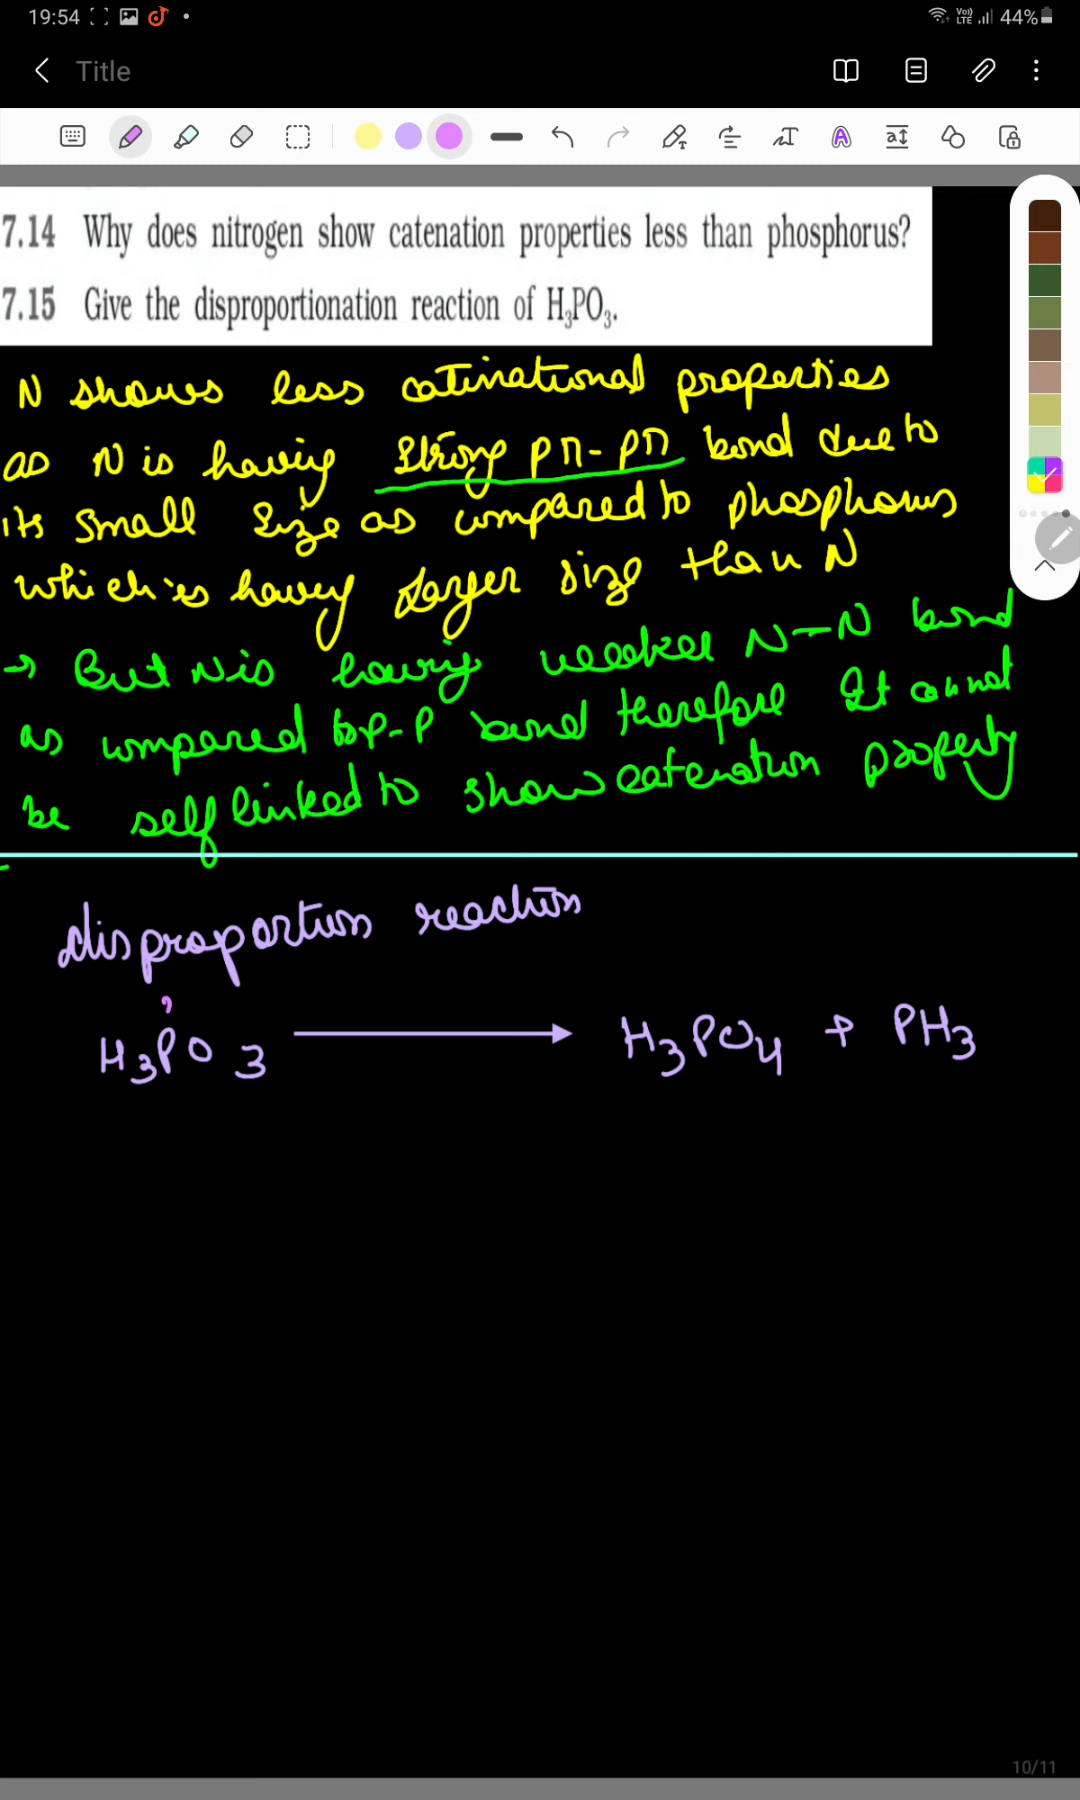 19:54
Vo)) LTE 44%
Title
7.14 Why does nitrogen show catenation properties less than phosphorus?
7.15 Give the disproportionation reaction of H₃PO₃.
N shows less catinational properties
as N is having strong pπ-pπ bond due to
its small size as compared to phosphorus
which is having larger size than N
→ But N is having weaker N-N bond
as compared to P-P bond therefore It cannot
be self linked to show catenation property
disproportion reaction
H₃PO₃ → H₃PO₄ + PH₃
10/11